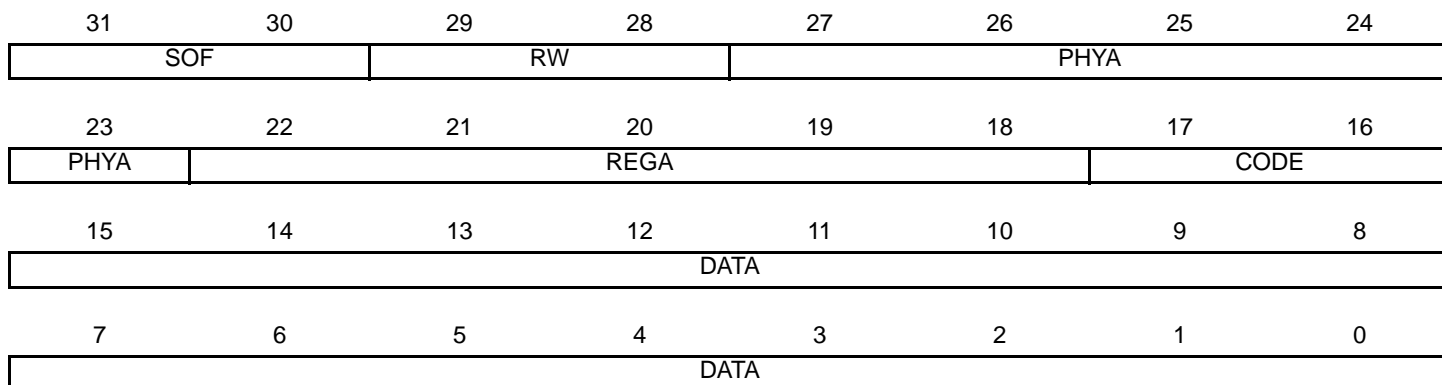 31 30 29 28 27 26 25 24
SOF RW PHYA
23 22 21 20 19 18 17 16
PHYA REGA CODE
15 14 13 12 11 10 9 8
DATA
7 6 5 4 3 2 1 0
DATA